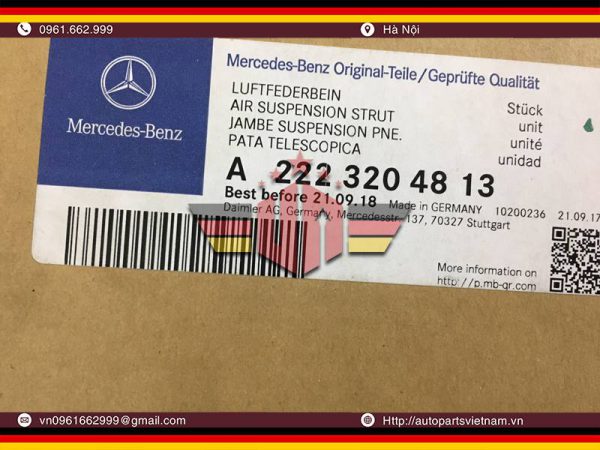 0961.662.999
Hà Nội
Mercedes-Benz
Mercedes-Benz Original-Teile/Geprüfte Qualität
LUFTFEDERBEIN
AIR SUSPENSION STRUT
JAMBE SUSPENSION PNE.
PATA TELESCOPICA
Stück
unit
unité
unidad
A 222 320 48 13
Best before 21.09.18 Made in GERMANY 10200236 21.09.17
Daimler AG, Germany, Mercedesstr. 137, 70327 Stuttgart
More information on
http://p.mb-qr.com
vn0961662999@gmail.com
Http://autopartsvietnam.vn